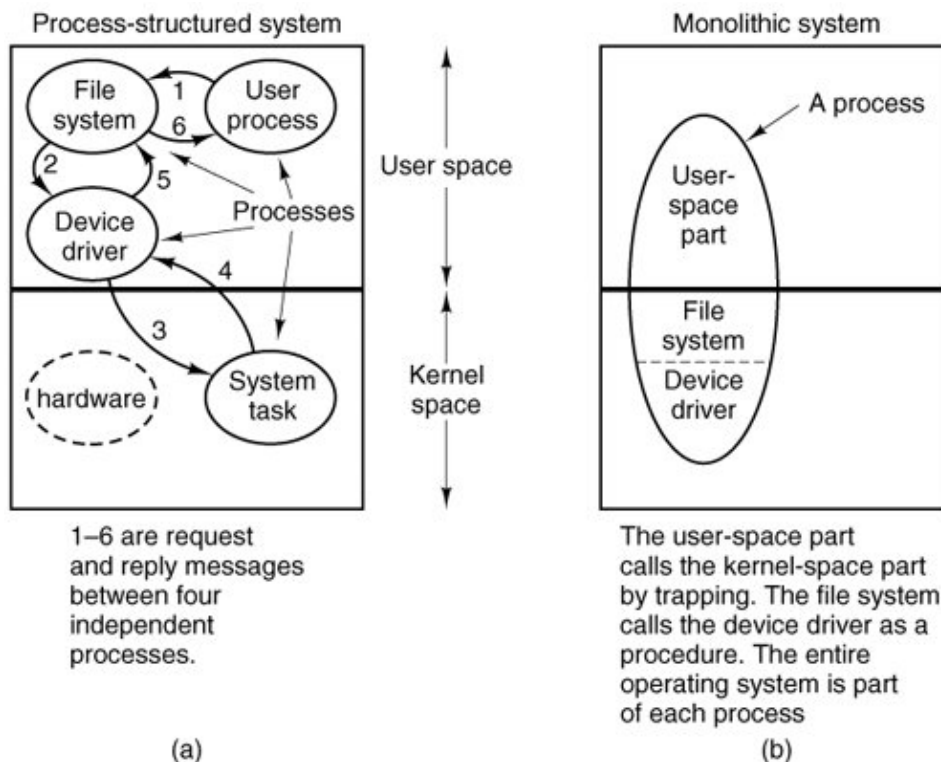 Process-structured system
File
system
1
6
User
process
2
5
Device
driver
Processes
4
3
hardware
System
task
1–6 are request
and reply messages
between four
independent
processes.
(a)
User space
Kernel
space
Monolithic system
A process
User-
space
part
File
system
Device
driver
The user-space part
calls the kernel-space part
by trapping. The file system
calls the device driver as a
procedure. The entire
operating system is part
of each process
(b)